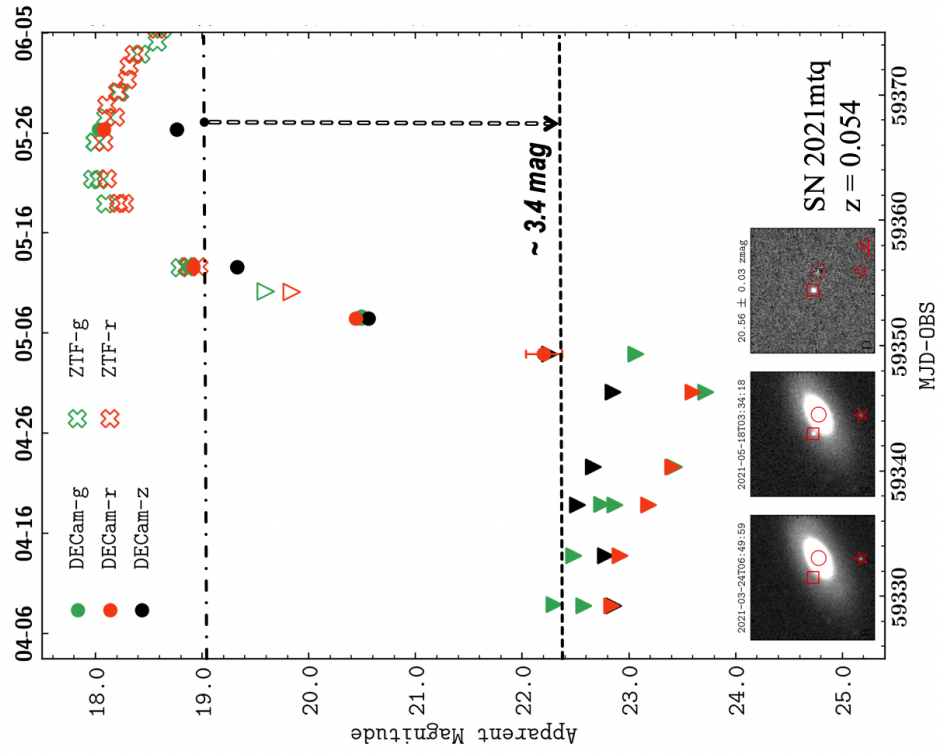 06-05
05-26
05-16
05-06
04-26
04-16
04-06
DECam-g
DECam-r
DECam-z
ZTF-g
ZTF-r
~ 3.4 mag
SN 2021mtq
z = 0.054
2021-03-24T06:49:59
2021-05-18T03:34:18
20.56 ± 0.03 zmag
D
18.0
19.0
20.0
21.0
22.0
23.0
24.0
25.0
Apparent Magnitude
59330
59340
59350
59360
59370
MJD-OBS